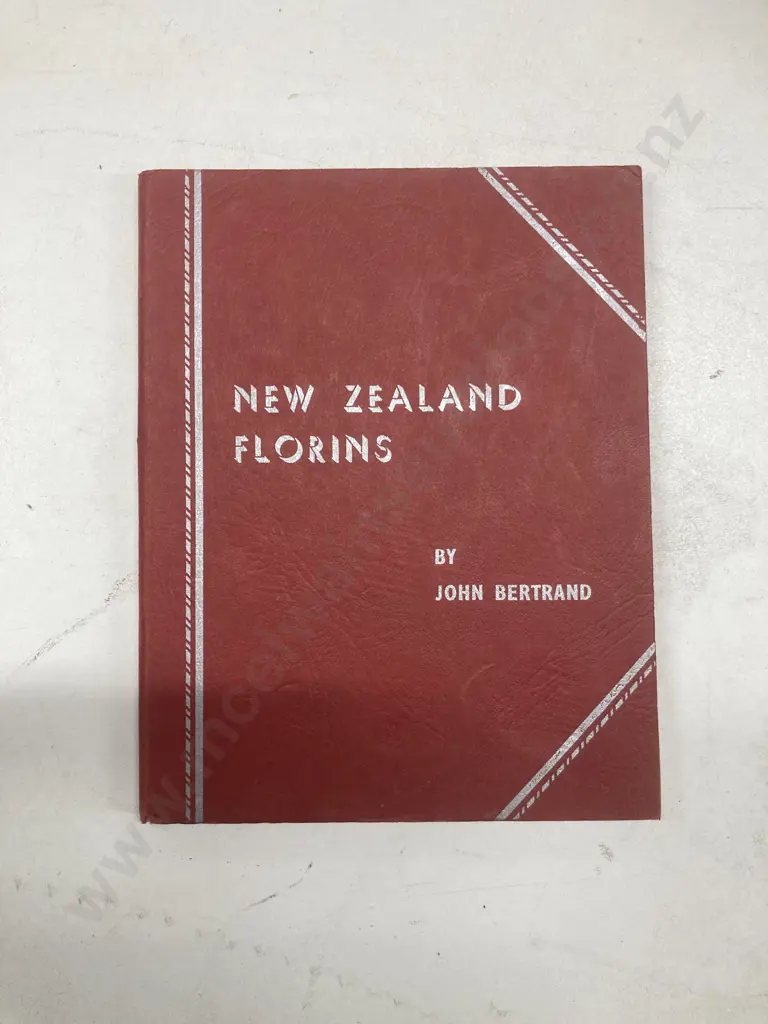 NEW ZEALAND
FLORINS
BY
JOHN BERTRAND